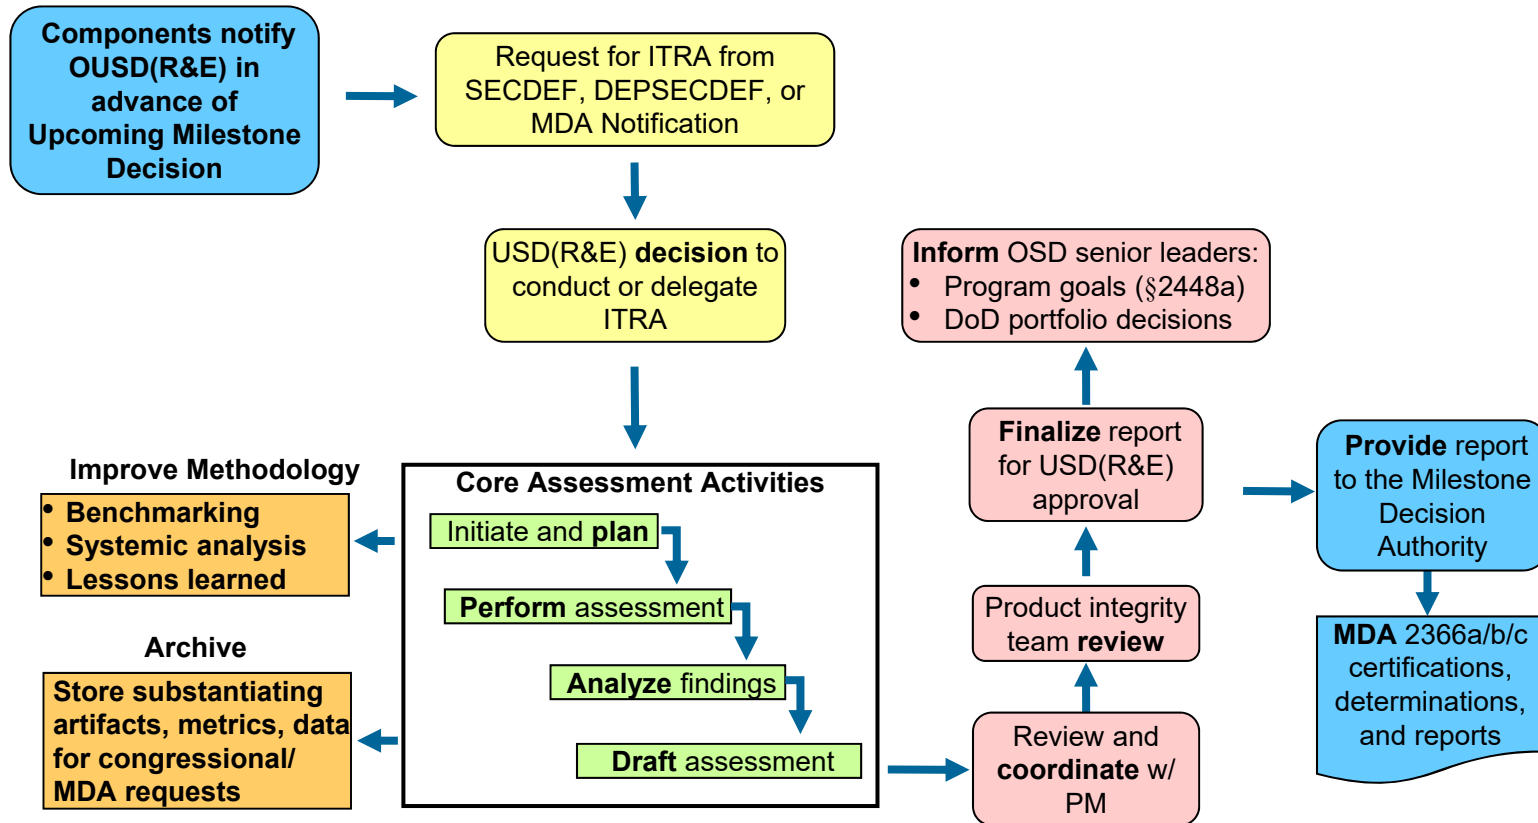 Components notify
OUSD(R&E) in
advance of
Upcoming Milestone
Decision
Request for ITRA from
SECDEF, DEPSECDEF, or
MDA Notification
USD(R&E) decision to
conduct or delegate
ITRA
Inform OSD senior leaders:
• Program goals (§2448a)
• DoD portfolio decisions
Improve Methodology
• Benchmarking
• Systemic analysis
• Lessons learned
Archive
Store substantiating
artifacts, metrics, data
for congressional/
MDA requests
Core Assessment Activities
Initiate and plan
Perform assessment
Analyze findings
Draft assessment
Review and
coordinate w/
PM
Product integrity
team review
Finalize report
for USD(R&E)
approval
Provide report
to the Milestone
Decision
Authority
MDA 2366a/b/c
certifications,
determinations,
and reports